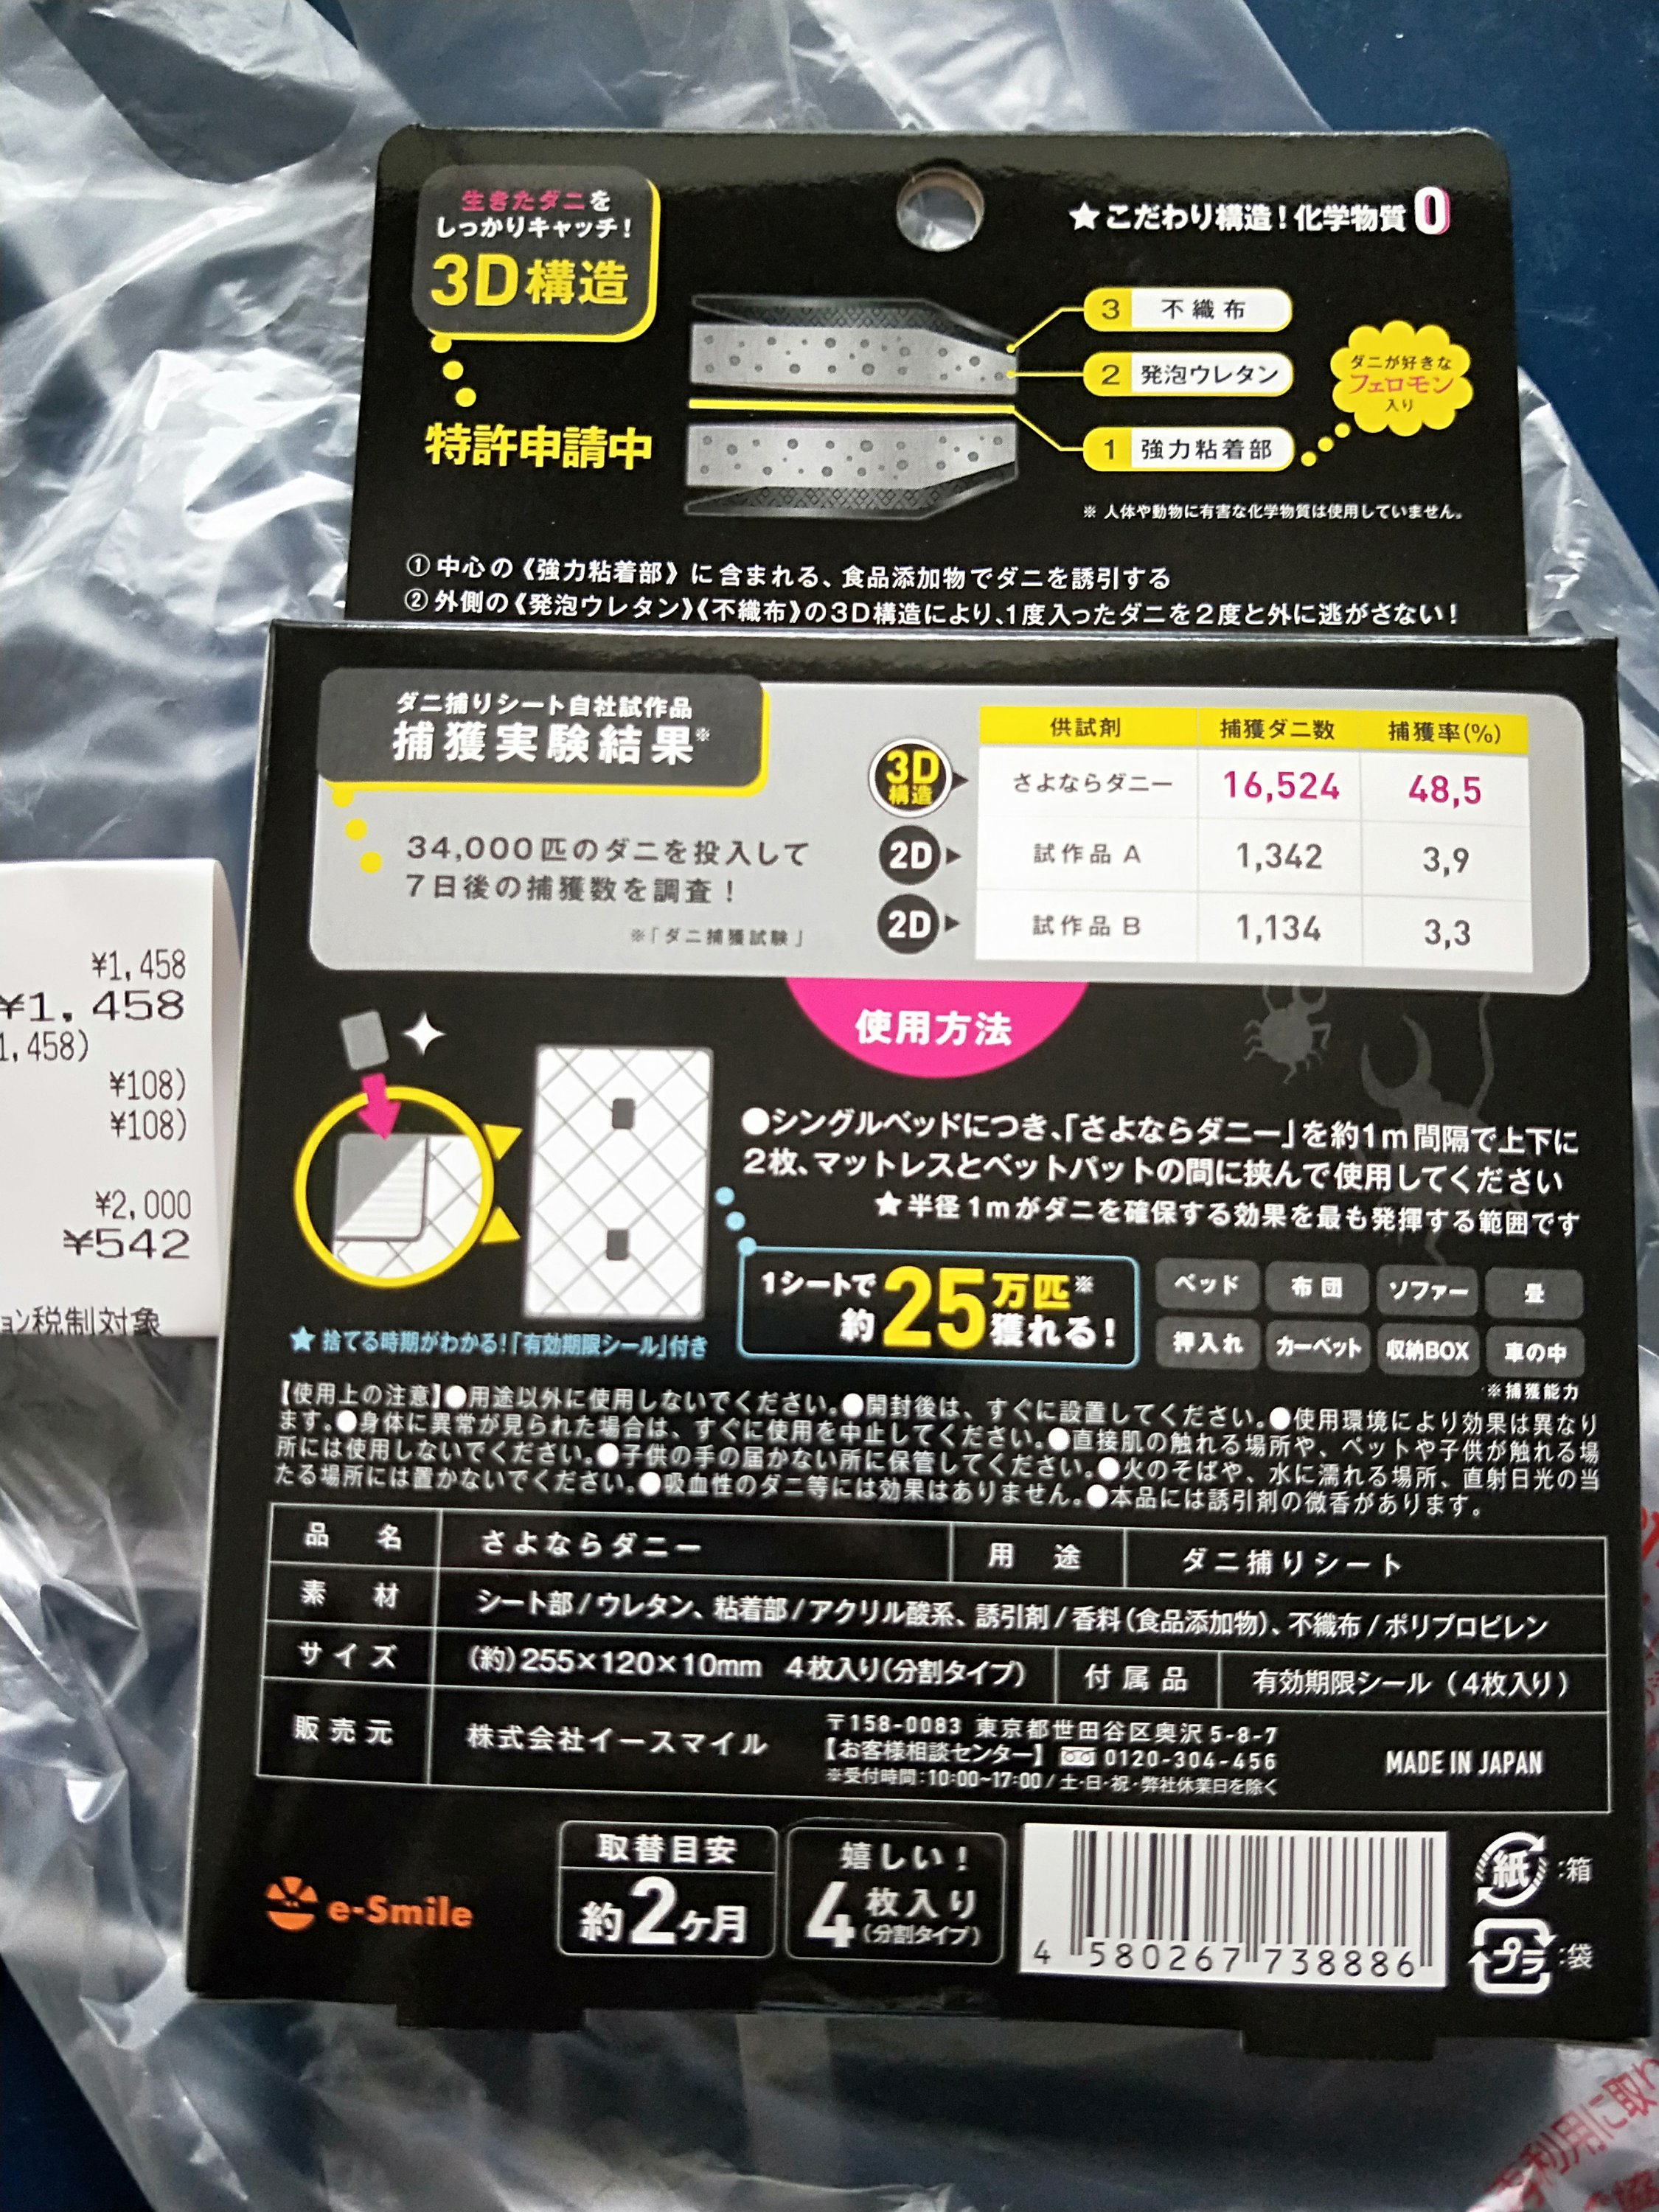 生きたダニを
しっかりキャッチ！
3D構造
特許申請中
★こだわり構造！化学物質0
3 不織布
2 発泡ウレタン
1 強力粘着部
ダニが好きな
フェロモン
入り
※ 人体や動物に有害な化学物質は使用していません。
① 中心の《強力粘着部》に含まれる、食品添加物でダニを誘引する
② 外側の《発泡ウレタン》《不織布》の3D構造により、1度入ったダニを2度と外に逃がさない！
ダニ捕りシート自社試作品
捕獲実験結果※
34,000匹のダニを投入して
7日後の捕獲数を調査！
※「ダニ捕獲試験」
供試剤 捕獲ダニ数 捕獲率(%)
3D構造 さよならダニー 16,524 48,5
2D 試作品 A 1,342 3,9
2D 試作品 B 1,134 3,3
使用方法
●シングルベッドにつき、「さよならダニー」を約1m間隔で上下に
2枚、マットレスとベットパットの間に挟んで使用してください
★半径1mがダニを確保する効果を最も発揮する範囲です
1シートで
約25万匹※獲れる！
ベッド 布団 ソファー 畳
押入れ カーペット 収納BOX 車の中
※捕獲能力
★捨てる時期がわかる！「有効期限シール」付き
【使用上の注意】●用途以外に使用しないでください。●開封後は、すぐに設置してください。●使用環境により効果は異なり
ます。●身体に異常が見られた場合は、すぐに使用を中止してください。●直接肌の触れる場所や、ペットや子供が触れる場
所には使用しないでください。●子供の手の届かない所に保管してください。●火のそばや、水に濡れる場所、直射日光の当
たる場所には置かないでください。●吸血性のダニ等には効果はありません。●本品には誘引剤の微香があります。
品名 さよならダニー 用途 ダニ捕りシート
素材 シート部/ウレタン、粘着部/アクリル酸系、誘引剤/香料(食品添加物)、不織布/ポリプロピレン
サイズ (約)255×120×10mm 4枚入り(分割タイプ) 付属品 有効期限シール(4枚入り)
販売元 株式会社イースマイル
〒158-0083 東京都世田谷区奥沢5-8-7
【お客様相談センター】 0120-304-456
※受付時間：10:00~17:00/土・日・祝・弊社休業日を除く
MADE IN JAPAN
e-Smile
取替目安
約2ヶ月
嬉しい！
4枚入り
(分割タイプ)
4 580267 738886
紙：箱
プラ：袋
¥1,458
¥1,458
1,458)
¥108)
¥108)
¥2,000
¥542
ョン税制対象